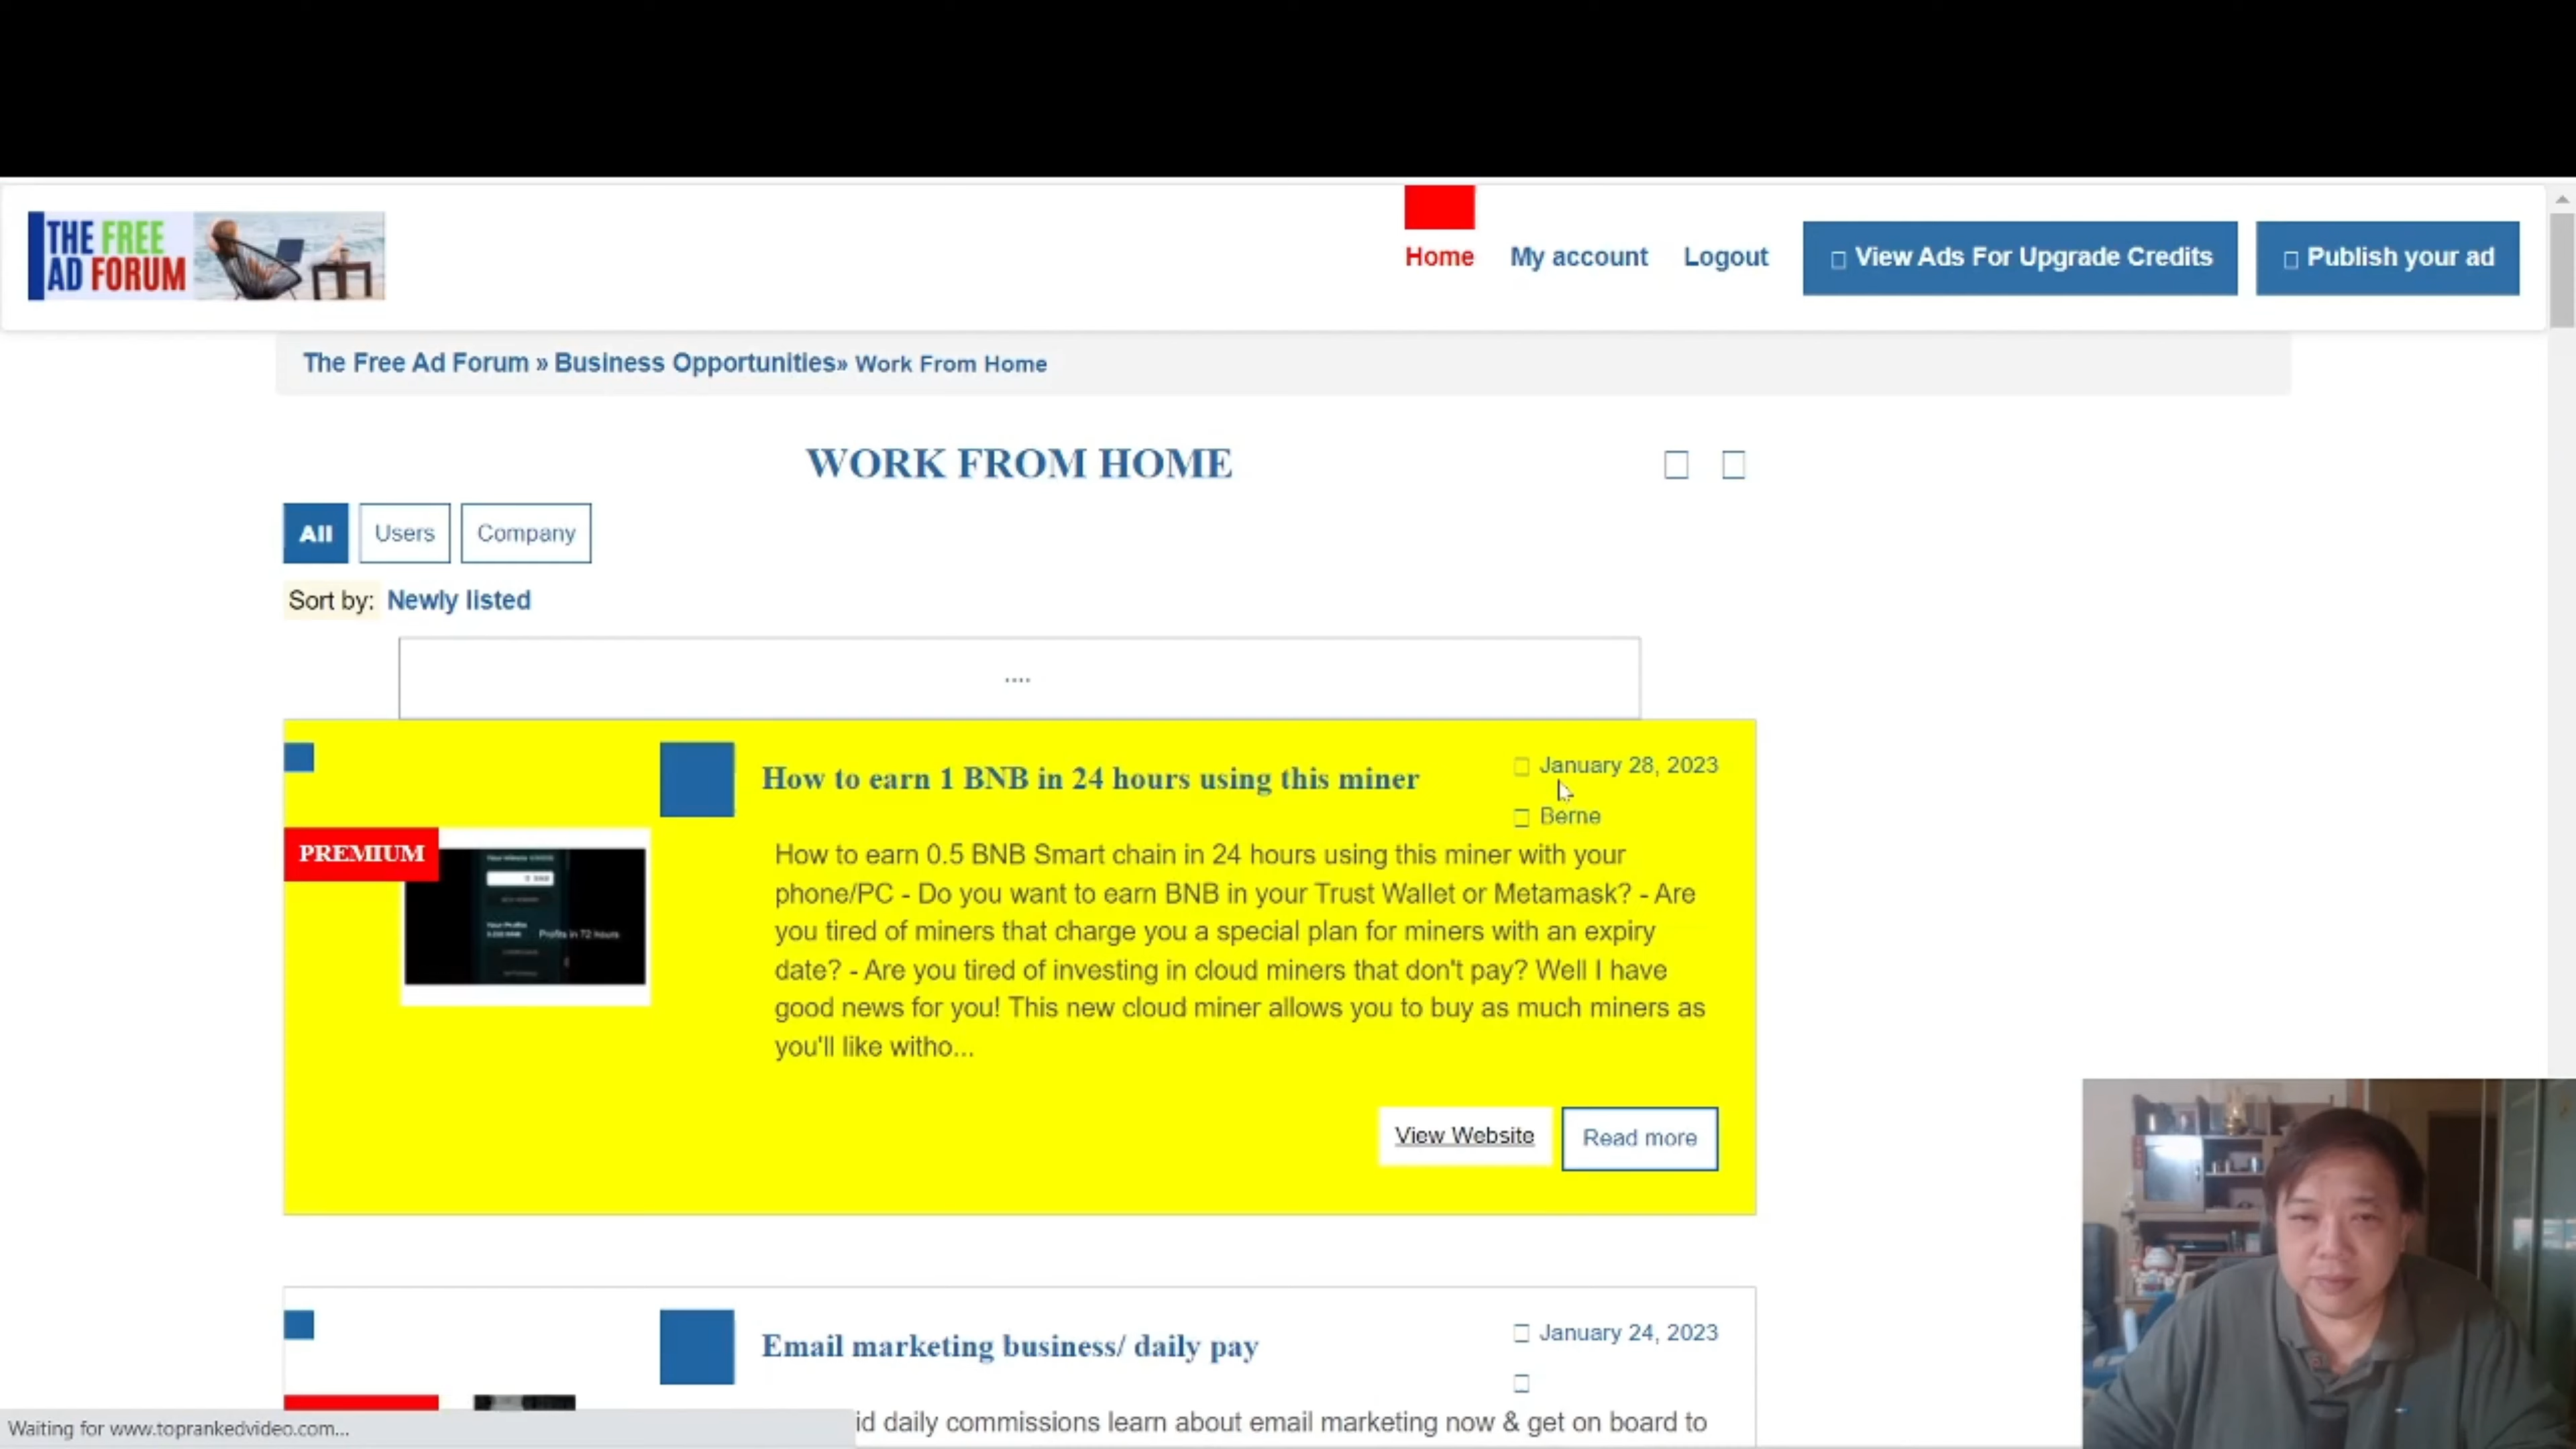 THE FREE
AD FORUM
Home
My account
Logout
View Ads For Upgrade Credits
Publish your ad
The Free Ad Forum » Business Opportunities» Work From Home
WORK FROM HOME
All
Users
Company
Sort by: Newly listed
....
How to earn 1 BNB in 24 hours using this miner
January 28, 2023
Berne
PREMIUM
Profits in 72 hours
How to earn 0.5 BNB Smart chain in 24 hours using this miner with your
phone/PC - Do you want to earn BNB in your Trust Wallet or Metamask? - Are
you tired of miners that charge you a special plan for miners with an expiry
date? - Are you tired of investing in cloud miners that don't pay? Well I have
good news for you! This new cloud miner allows you to buy as much miners as
you'll like witho...
View Website
Read more
Email marketing business/ daily pay
January 24, 2023
id daily commissions learn about email marketing now & get on board to
Waiting for www.toprankedvideo.com...